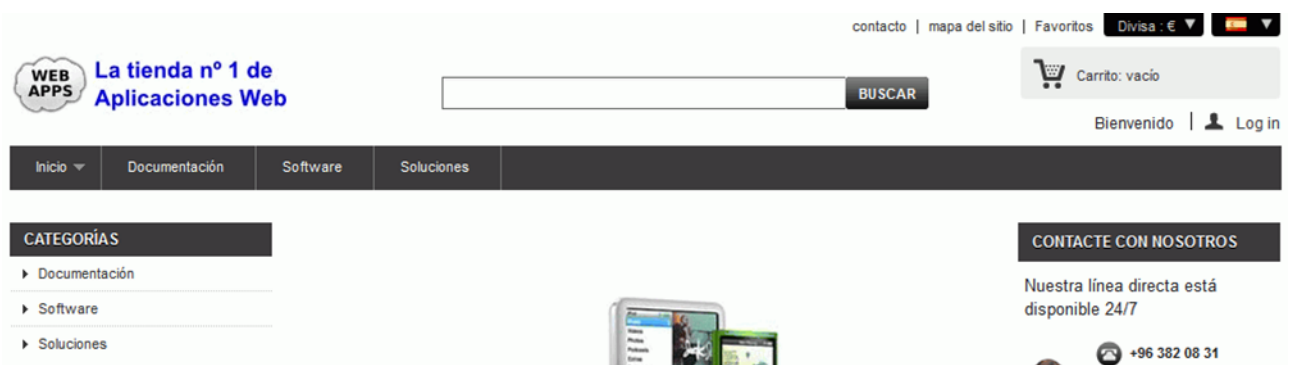 contacto | mapa del sitio | Favoritos Divisa : €
WEB APPS
La tienda nº 1 de
Aplicaciones Web
BUSCAR
Carrito: vacío
Bienvenido | Log in
Inicio Documentación Software Soluciones
CATEGORÍAS
Documentación
Software
Soluciones
CONTACTE CON NOSOTROS
Nuestra línea directa está
disponible 24/7
+96 382 08 31